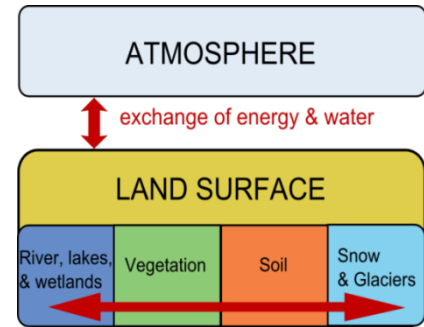 ATMOSPHERE
exchange of energy & water
LAND SURFACE
River, lakes,
& wetlands
Vegetation
Soil
Snow
& Glaciers